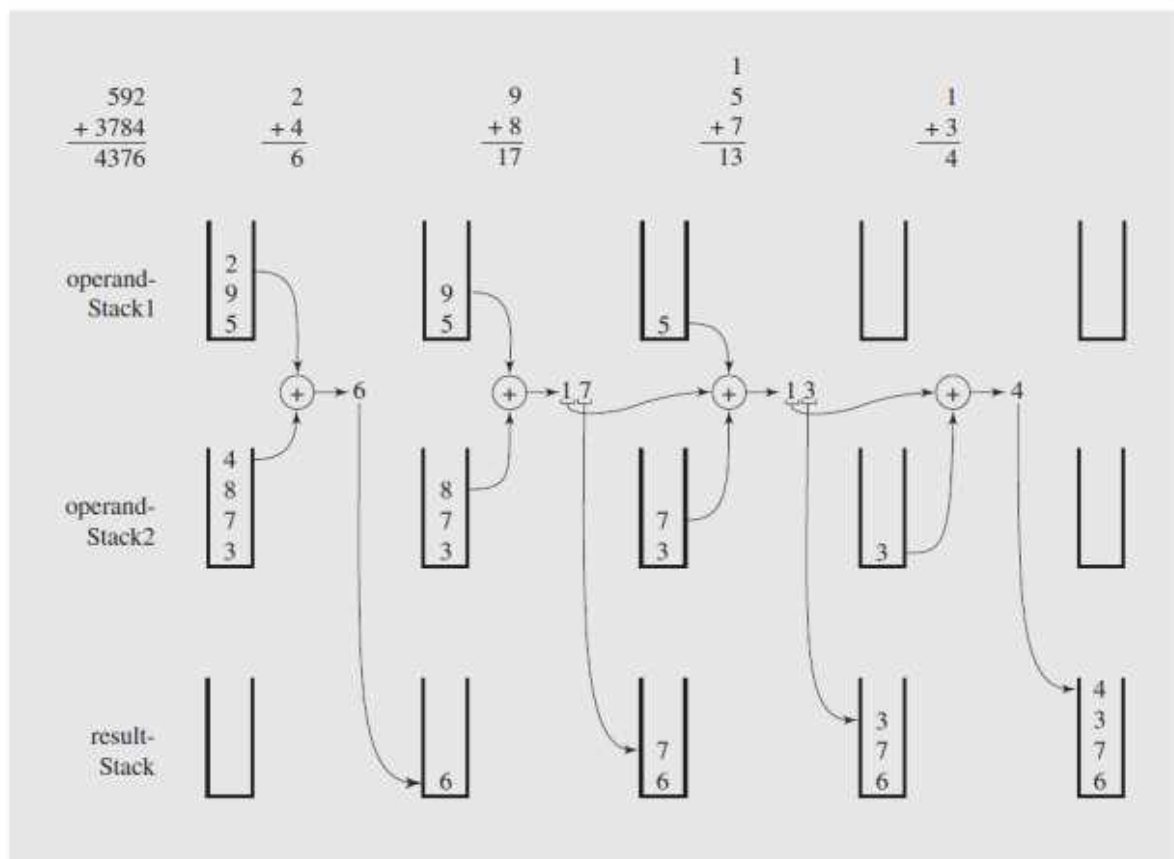 1
592 2 9 5 1
+ 3784 + 4 + 8 + 7 + 3
4376 6 17 13 4
operand-
Stack1
2
9 9
5 5 5
+ 6 + 1 7 + 1 3 + 4
operand-
Stack2
4
8 8
7 7 7
3 3 3 3
result-
Stack
4
3 3
7 7 7
6 6 6 6